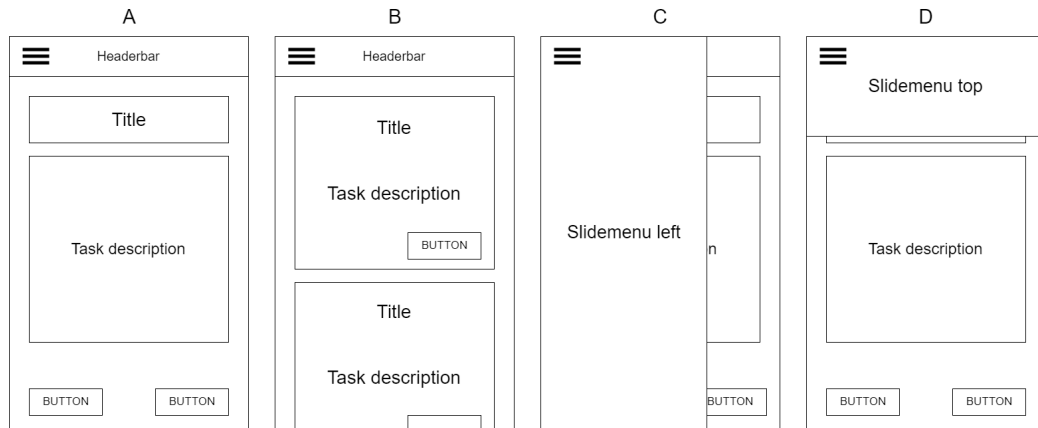 A
B
C
D
Headerbar
Title
Task description
BUTTON
BUTTON
Headerbar
Title
Task description
BUTTON
Title
Task description
Slidemenu left
n
BUTTON
Slidemenu top
Task description
BUTTON
BUTTON